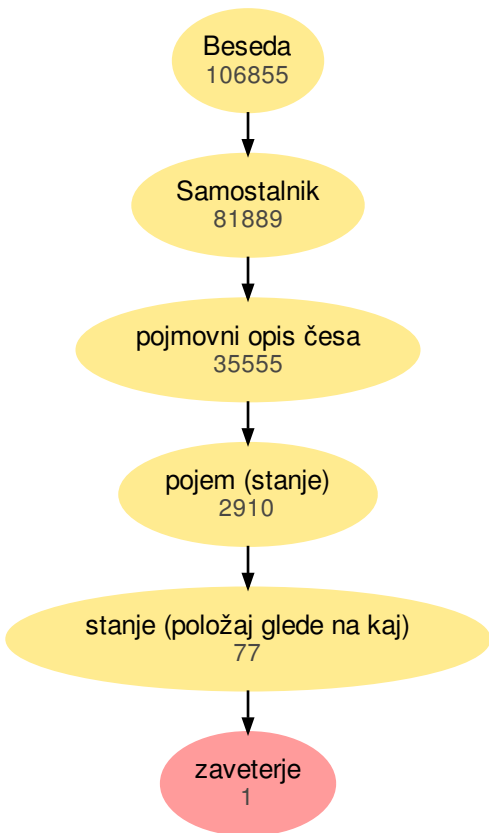 Beseda
106855
Samostalnik
81889
pojmovni opis česa
35555
pojem (stanje)
2910
stanje (položaj glede na kaj)
77
zaveterje
1